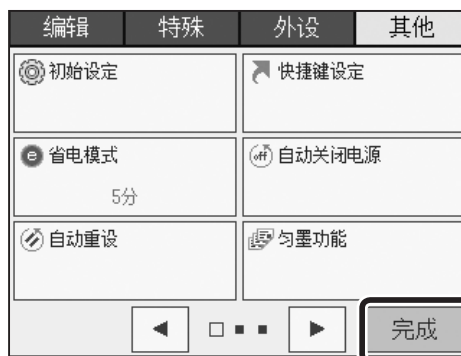 编辑 特殊 外设 其他
初始设定 快捷键设定
省电模式 自动关闭电源
5分
自动重设 匀墨功能
完成